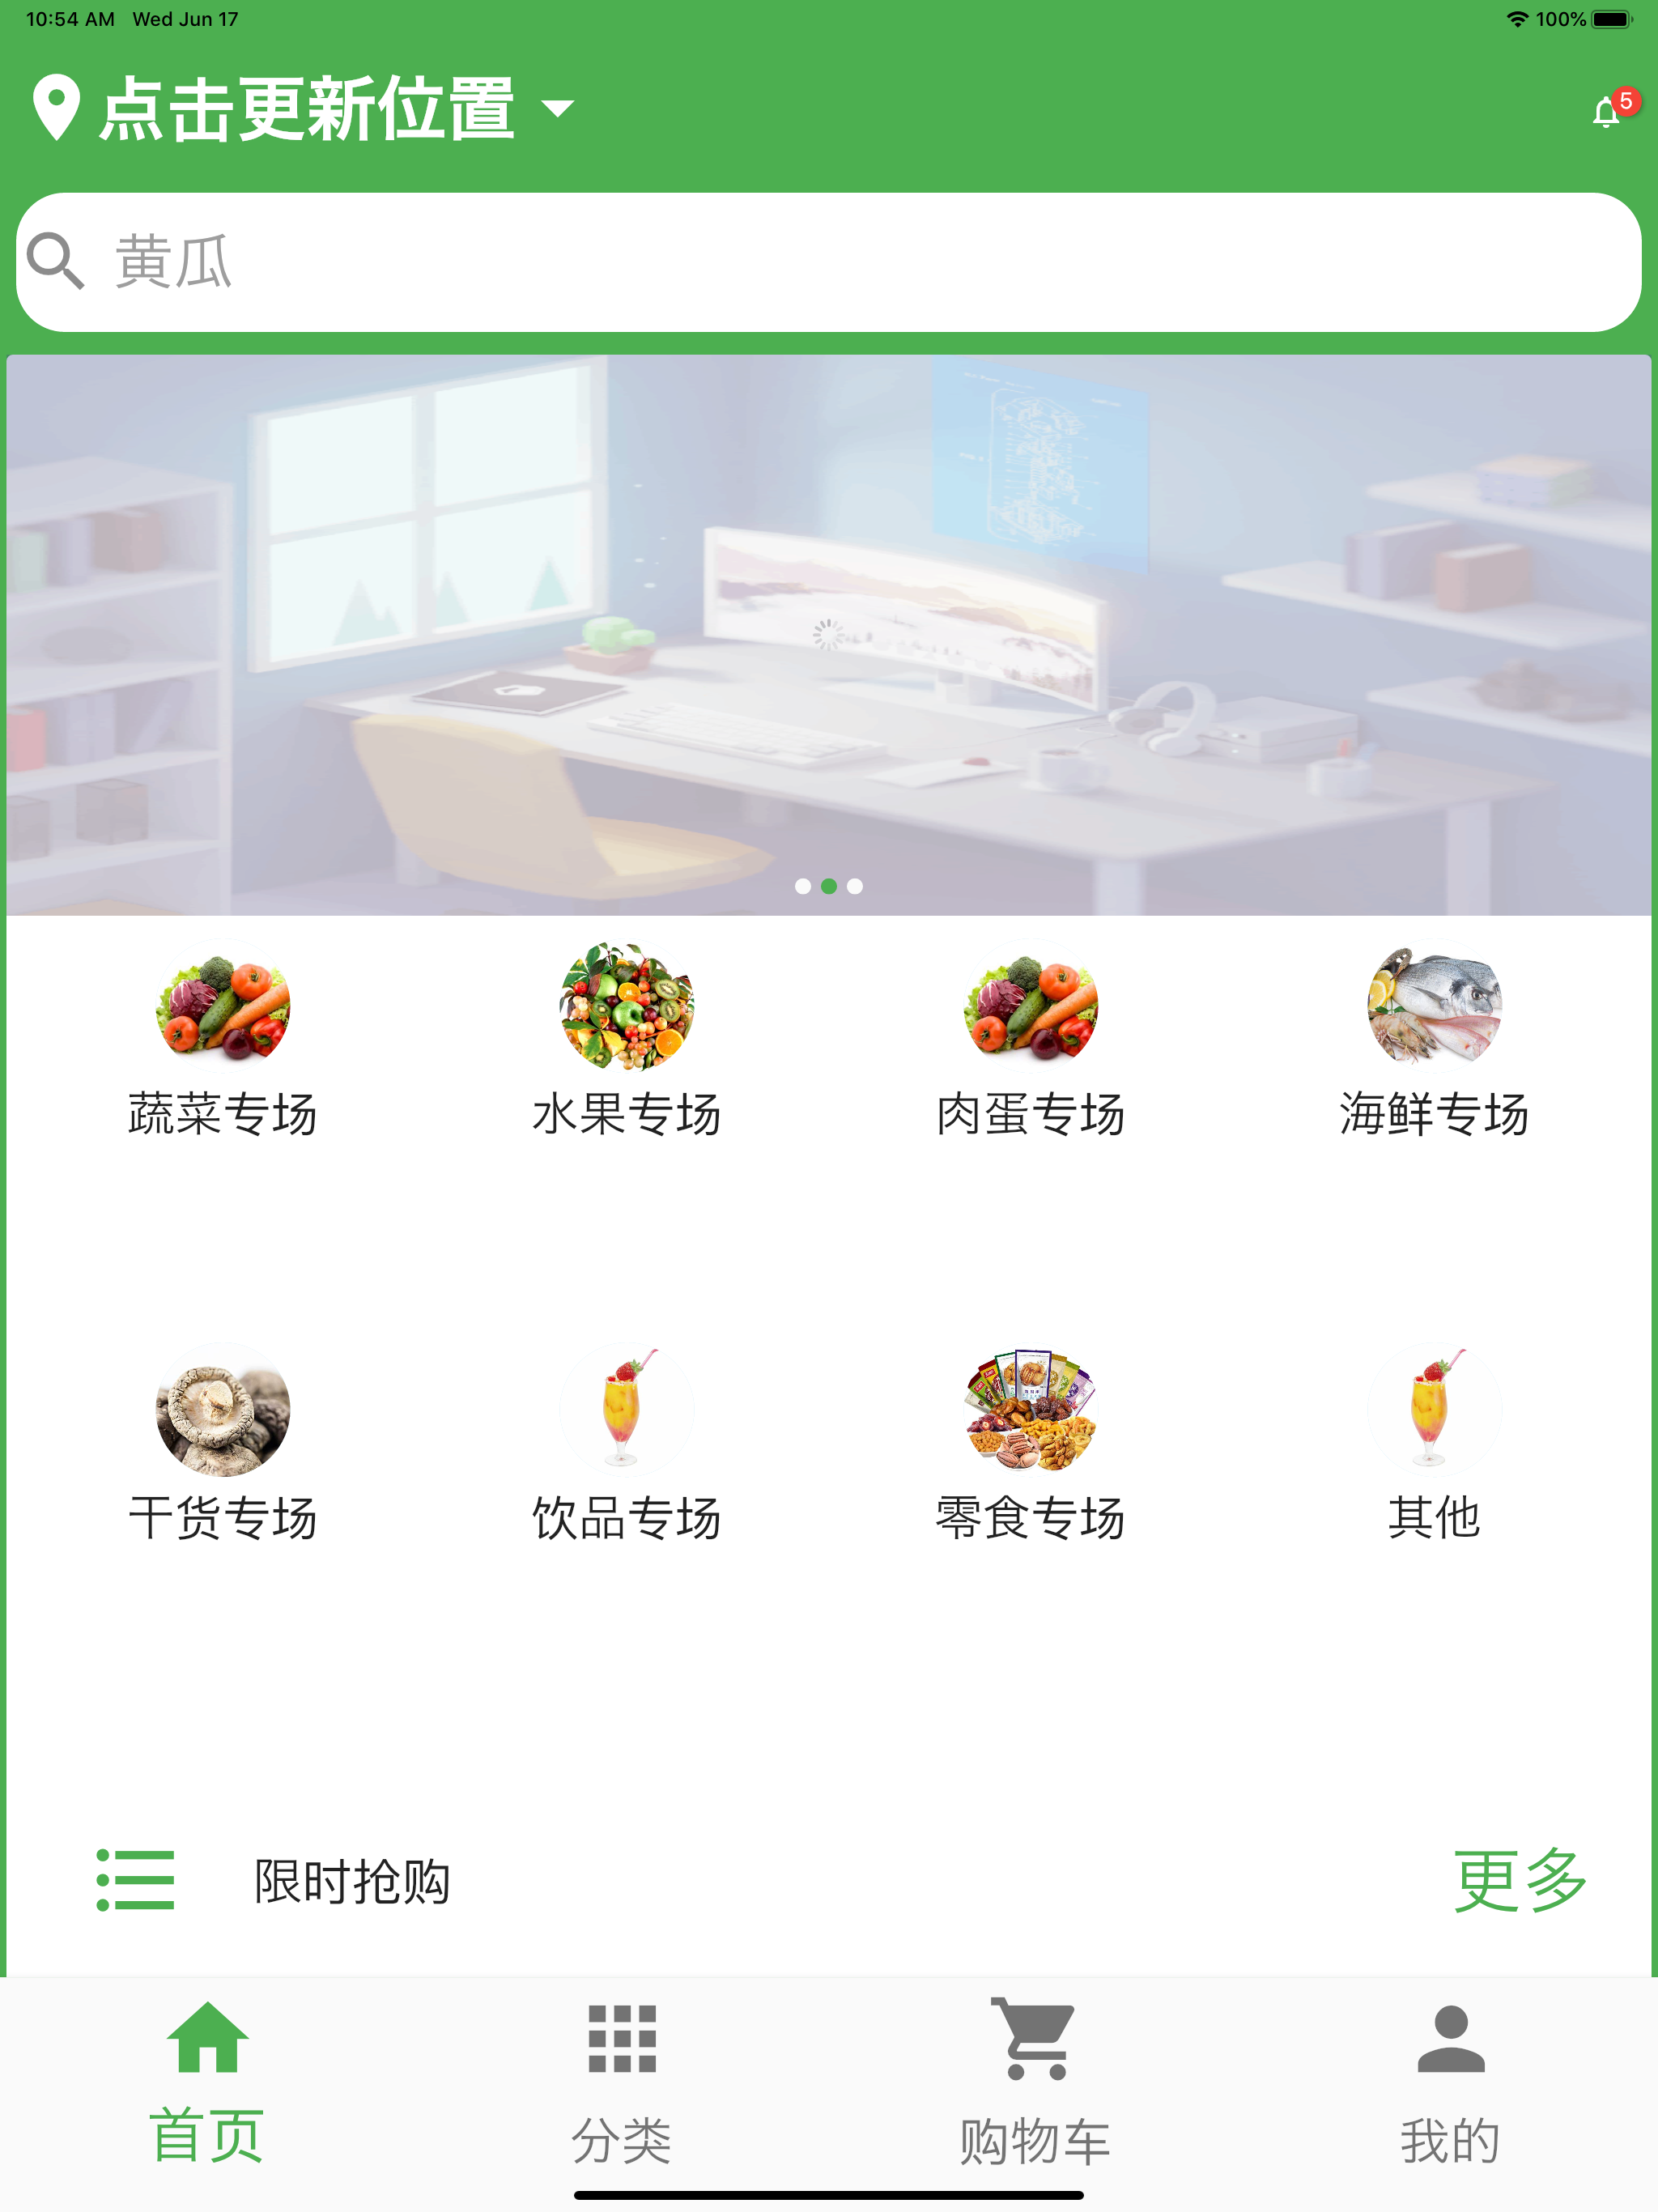 10:54 AM Wed Jun 17 100%
点击更新位置 5
黄瓜
蔬菜专场 水果专场 肉蛋专场 海鲜专场
干货专场 饮品专场 零食专场 其他
限时抢购 更多
首页 分类 购物车 我的